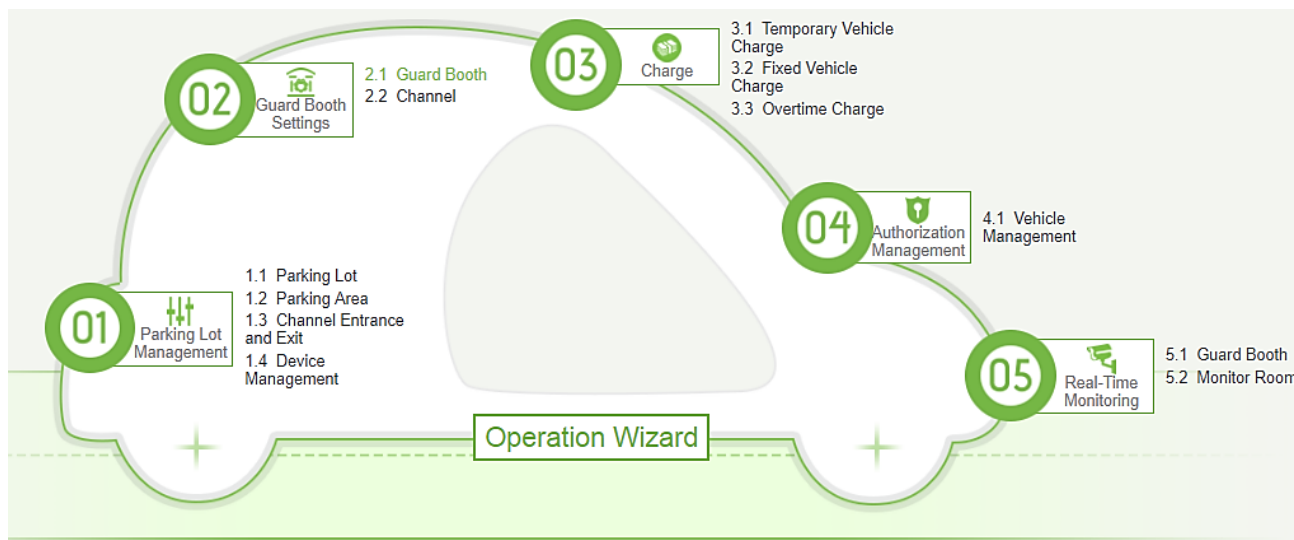 01
Parking Lot
Management
1.1 Parking Lot
1.2 Parking Area
1.3 Channel Entrance
and Exit
1.4 Device
Management
02
Guard Booth
Settings
2.1 Guard Booth
2.2 Channel
03
Charge
3.1 Temporary Vehicle
Charge
3.2 Fixed Vehicle
Charge
3.3 Overtime Charge
04
Authorization
Management
4.1 Vehicle
Management
05
Real-Time
Monitoring
5.1 Guard Booth
5.2 Monitor Room
Operation Wizard